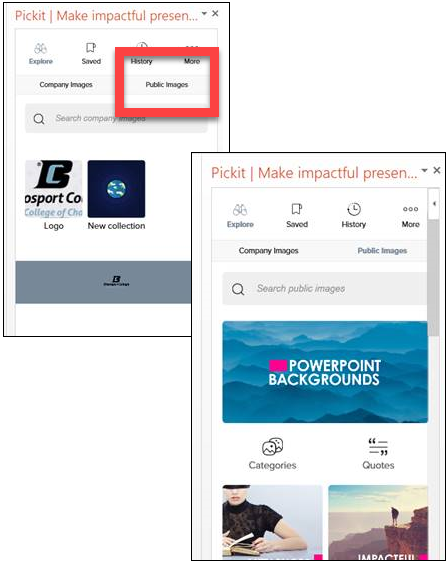 Pickit | Make impactful presen...
Explore Saved History More
Company Images Public Images
Search company images
B
osport Co
College of Cha
Logo New collection
Pickit | Make impactful presen...
Explore Saved History More
Company Images Public Images
Search public images
POWERPOINT
BACKGROUNDS
Categories Quotes
IMPACTFUL